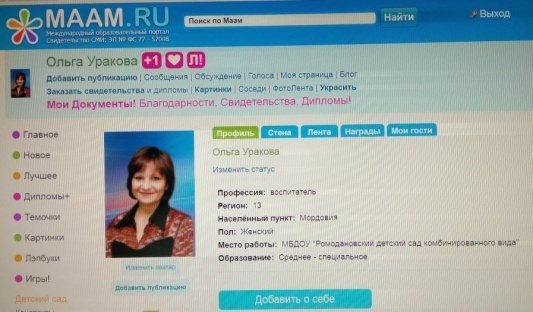 МААМ.RU
Международный образовательный портал
Свидетельство СМИ: ЭЛ № ФС 77 - 57008
Поиск по Маам
Найти
Выход
Ольга Уракова +1 Л!
Добавить публикацию | Сообщения | Обсуждение | Голоса | Моя страница | Блог
Заказать свидетельства и дипломы | Картинки | Соседи | ФотоЛента | Украсить
Мои Документы! Благодарности, Свидетельства, Дипломы!
Главное
Новое
Лучшее
Дипломы+
Темочки
Картинки
Лэпбуки
Игры!
Детский сад
Изменить аватар
Добавить публикацию
Профиль
Стена
Лента
Награды
Мои гости
Ольга Уракова
Изменить статус
Профессия: воспитатель
Регион: 13
Населённый пункт: Мордовия
Пол: Женский
Место работы: МБДОУ "Ромодановский детский сад комбинированного вида"
Образование: Среднее - специальное
Добавить о себе